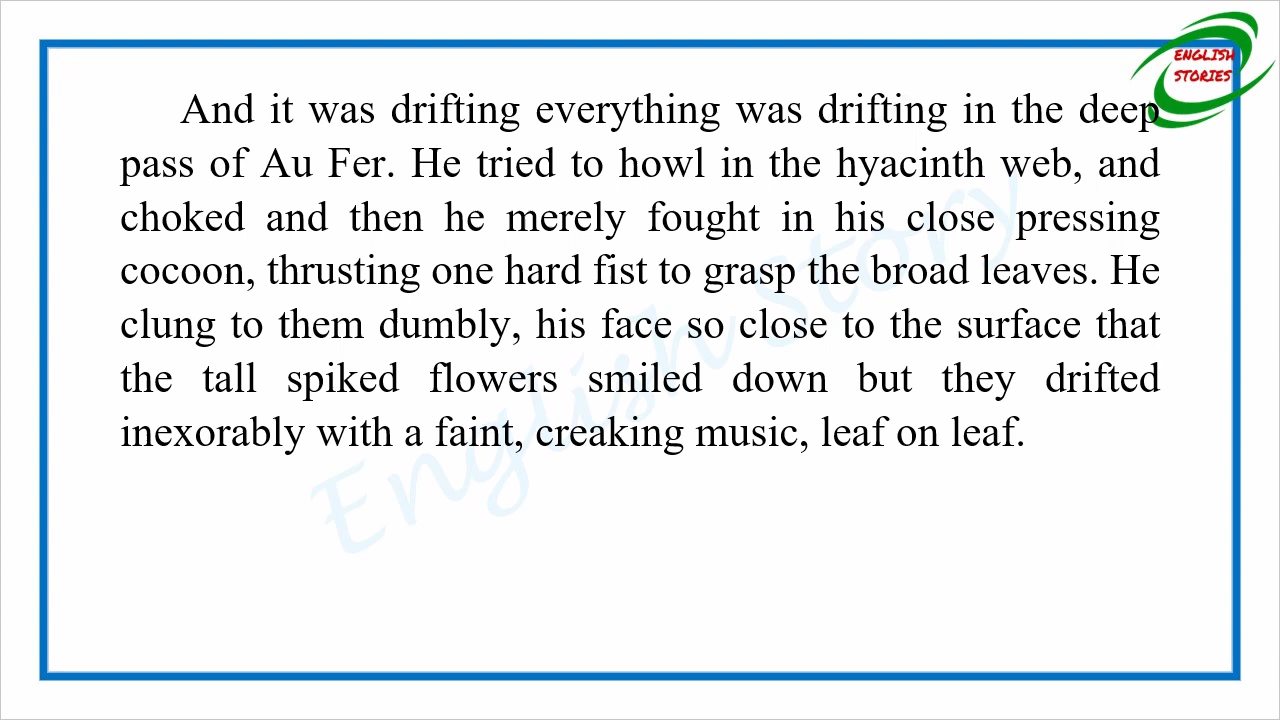 ENGLISH
STORIES
And it was drifting everything was drifting in the deep
pass of Au Fer. He tried to howl in the hyacinth web, and
choked and then he merely fought in his close pressing
cocoon, thrusting one hard fist to grasp the broad leaves. He
clung to them dumbly, his face so close to the surface that
the tall spiked flowers smiled down but they drifted
inexorably with a faint, creaking music, leaf on leaf.
English Story